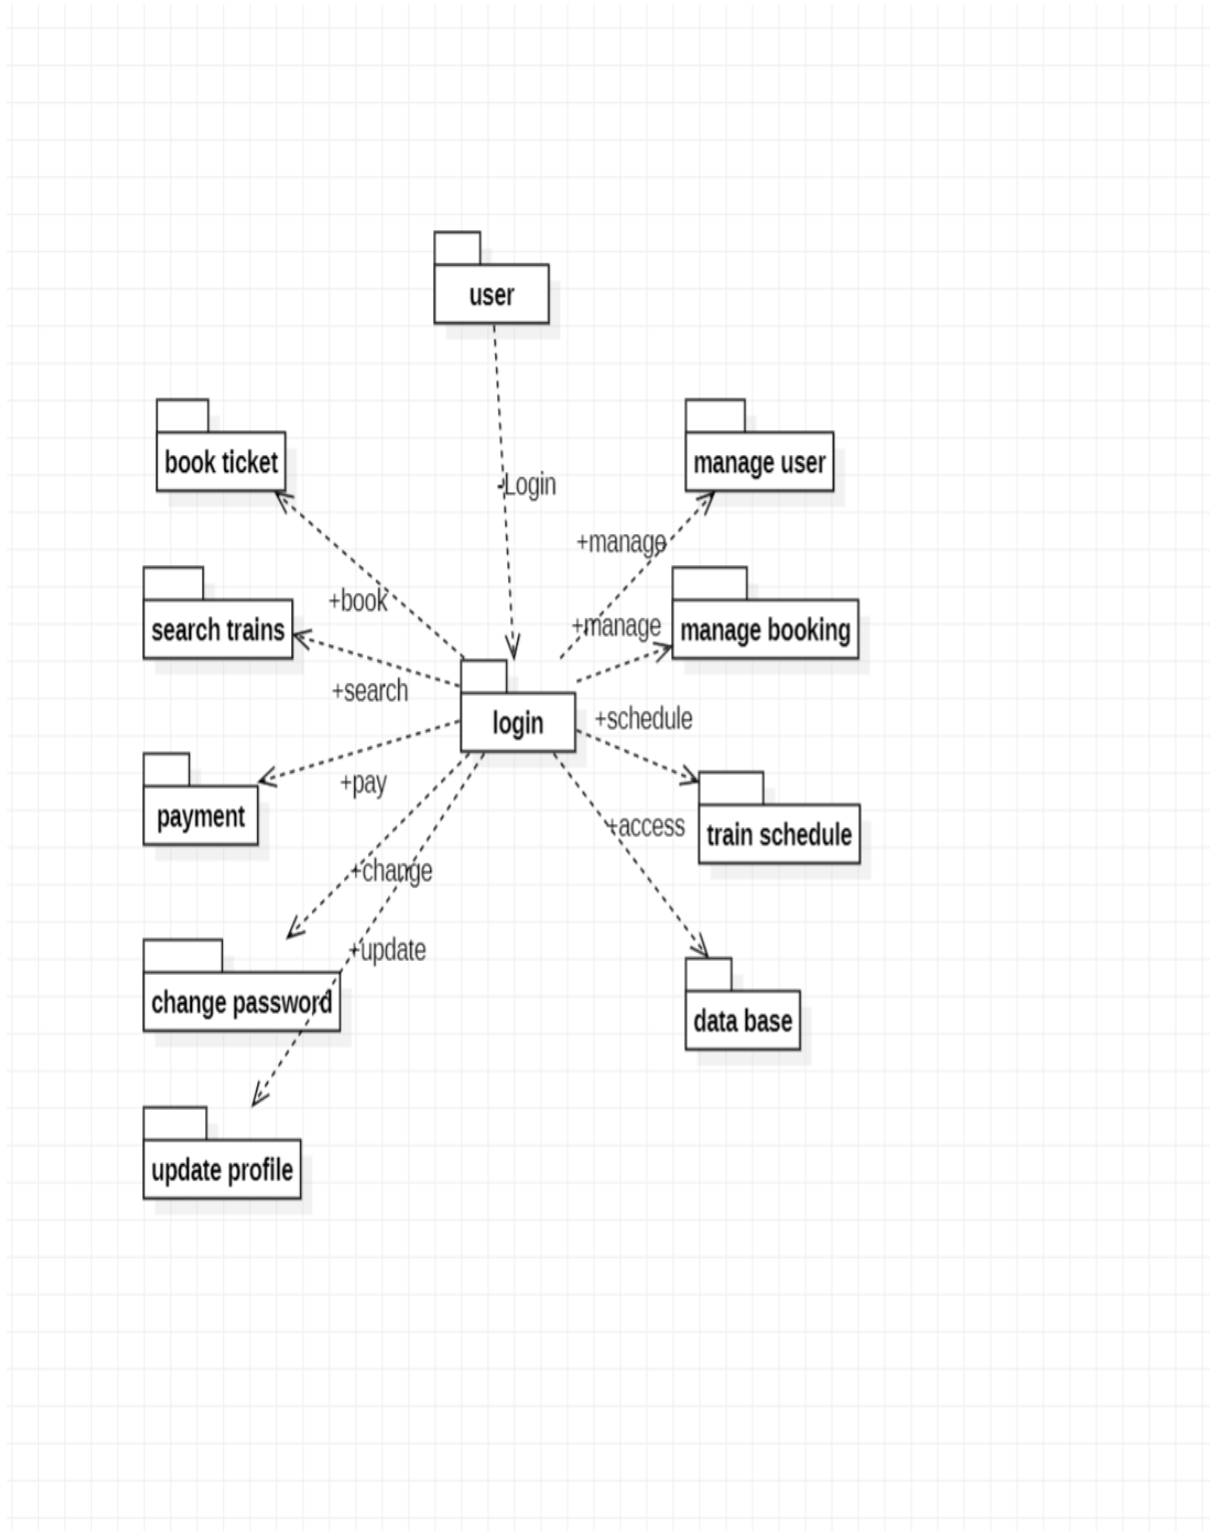 user
book ticket
manage user
-Login
+manage
+book
search trains
+manage
manage booking
+search
login
+schedule
+pay
payment
+access
train schedule
+change
+update
change password
data base
update profile